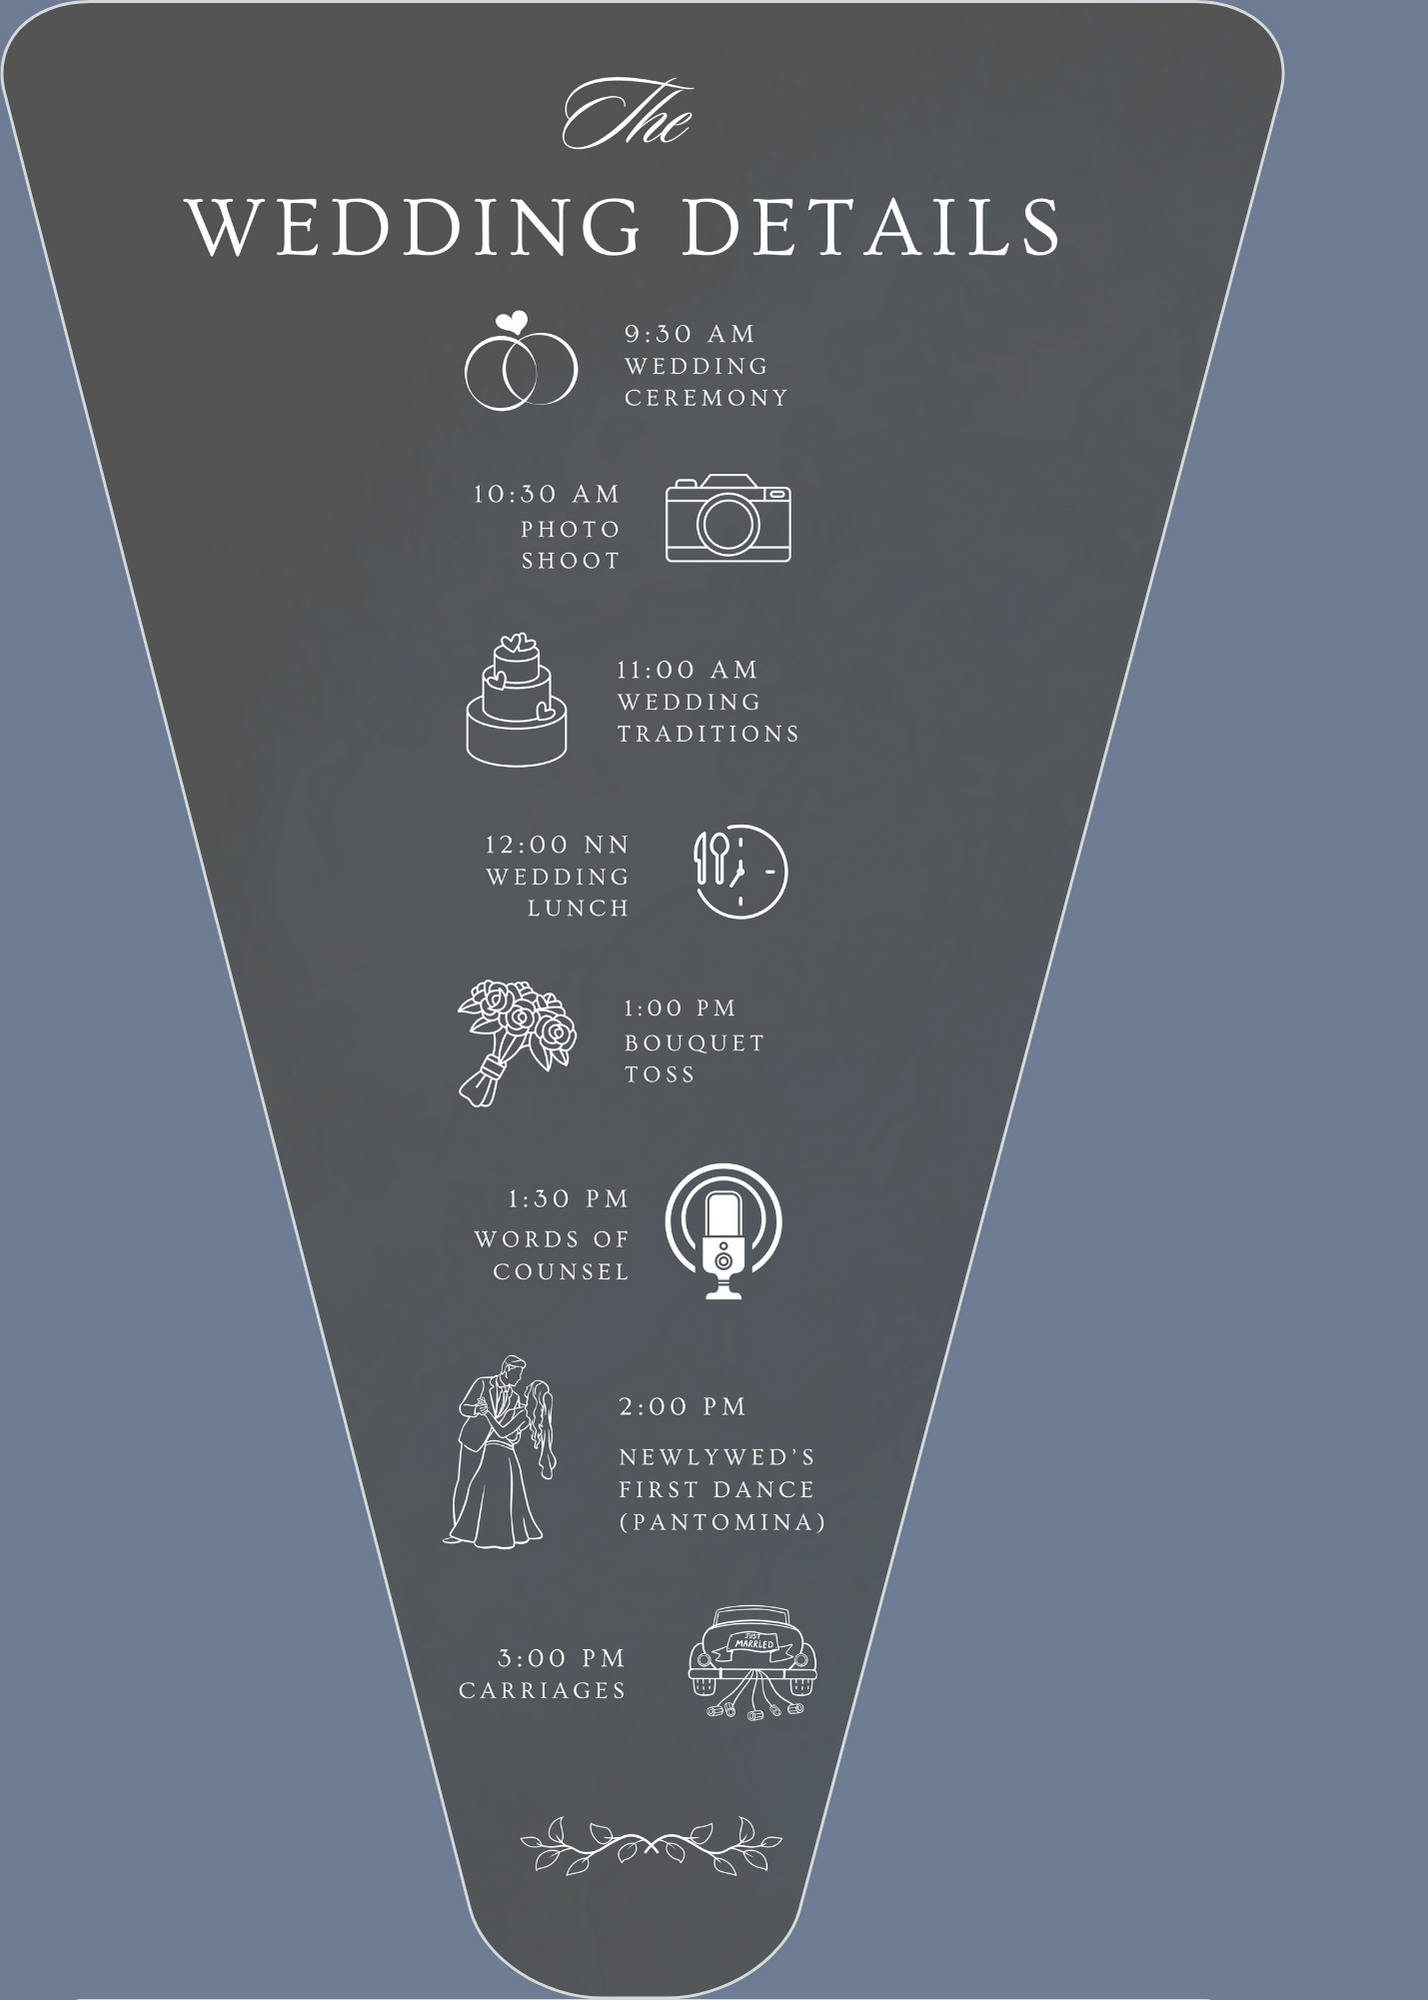 The
WEDDING DETAILS
9:30 AM
WEDDING
CEREMONY
10:30 AM
PHOTO
SHOOT
11:00 AM
WEDDING
TRADITIONS
12:00 NN
WEDDING
LUNCH
1:00 PM
BOUQUET
TOSS
1:30 PM
WORDS OF
COUNSEL
2:00 PM
NEWLYWED’S
FIRST DANCE
(PANTOMINA)
JUST
MARRLED
3:00 PM
CARRIAGES